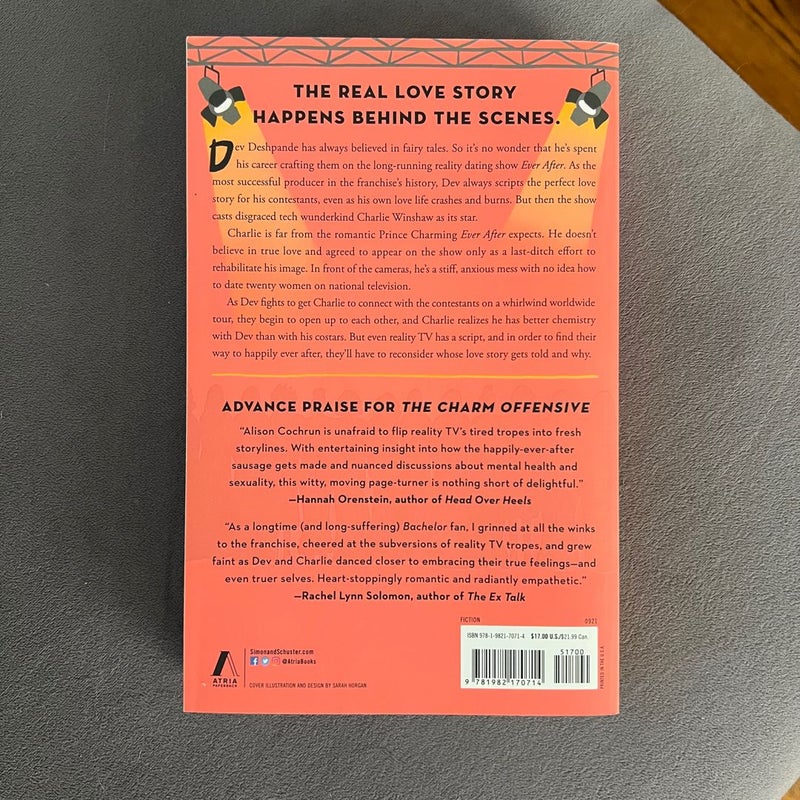 THE REAL LOVE STORY
HAPPENS BEHIND THE SCENES.
Dev Deshpande has always believed in fairy tales. So it's no wonder that he's spent
his career crafting them on the long-running reality dating show Ever After. As the
most successful producer in the franchise's history, Dev always scripts the perfect love
story for his contestants, even as his own love life crashes and burns. But then the show
casts disgraced tech wunderkind Charlie Winshaw as its star.
Charlie is far from the romantic Prince Charming Ever After expects. He doesn't
believe in true love and agreed to appear on the show only as a last-ditch effort to
rehabilitate his image. In front of the cameras, he's a stiff, anxious mess with no idea how
to date twenty women on national television.
As Dev fights to get Charlie to connect with the contestants on a whirlwind worldwide
tour, they begin to open up to each other, and Charlie realizes he has better chemistry
with Dev than with his costars. But even reality TV has a script, and in order to find their
way to happily ever after, they'll have to reconsider whose love story gets told and why.
ADVANCE PRAISE FOR THE CHARM OFFENSIVE
"Alison Cochrun is unafraid to flip reality TV's tired tropes into fresh
storylines. With entertaining insight into how the happily-ever-after
sausage gets made and nuanced discussions about mental health and
sexuality, this witty, moving page-turner is nothing short of delightful."
—Hannah Orenstein, author of Head Over Heels
"As a longtime (and long-suffering) Bachelor fan, I grinned at all the winks
to the franchise, cheered at the subversions of reality TV tropes, and grew
faint as Dev and Charlie danced closer to embracing their true feelings—and
even truer selves. Heart-stoppingly romantic and radiantly empathetic."
—Rachel Lynn Solomon, author of The Ex Talk
FICTION 0921
ISBN 978-1-9821-7071-4 $17.00 U.S./$21.99 Can.
51700
9 781982 170714
PRINTED IN THE U.S.A.
ATRIA
PAPERBACK
SimonandSchuster.com
@AtriaBooks
COVER ILLUSTRATION AND DESIGN BY SARAH HORGAN